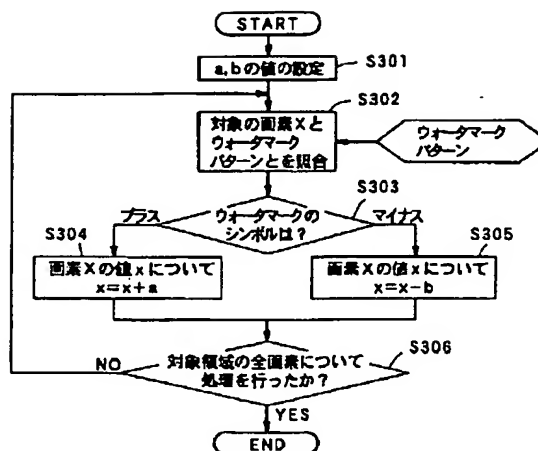 START
a,bの値の設定
S301
S302
対象の画素Xと
ウォータマーク
パターンとを照合
ウォータマーク
パターン
S303
プラス
ウォータマークの
シンボルは?
マイナス
S304
画素Xの値xについて
x=x+a
S305
画素Xの値xについて
x=x-b
S306
NO
対象領域の全画素について
処理を行ったか?
YES
END